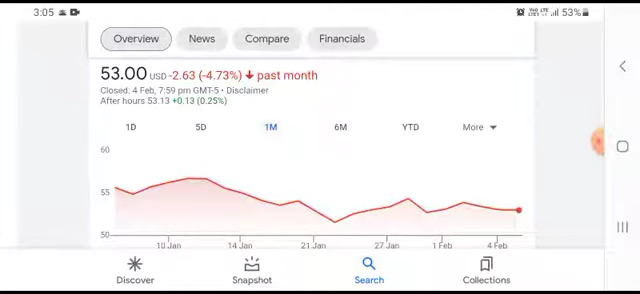 3:05 53%
Overview News Compare Financials
53.00 USD -2.63 (-4.73%) past month
Closed: 4 Feb, 7:59 pm GMT-5 • Disclaimer
After hours 53.13 +0.13 (0.25%)
1D 5D 1M 6M YTD More
60
55
50
10 Jan 14 Jan 21 Jan 27 Jan 1 Feb 4 Feb
Discover Snapshot Search Collections